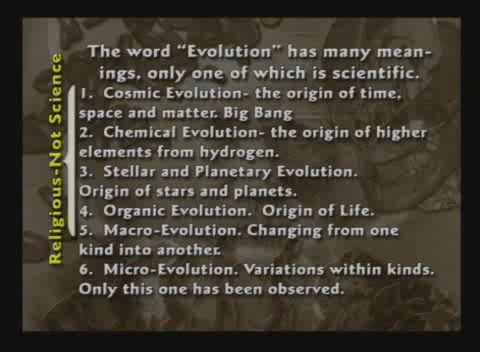 The word “Evolution” has many mean-
ings, only one of which is scientific.
Religious-Not Science
1. Cosmic Evolution- the origin of time,
space and matter. Big Bang
2. Chemical Evolution- the origin of higher
elements from hydrogen.
3. Stellar and Planetary Evolution.
Origin of stars and planets.
4. Organic Evolution. Origin of Life.
5. Macro-Evolution. Changing from one
kind into another.
6. Micro-Evolution. Variations within kinds.
Only this one has been observed.